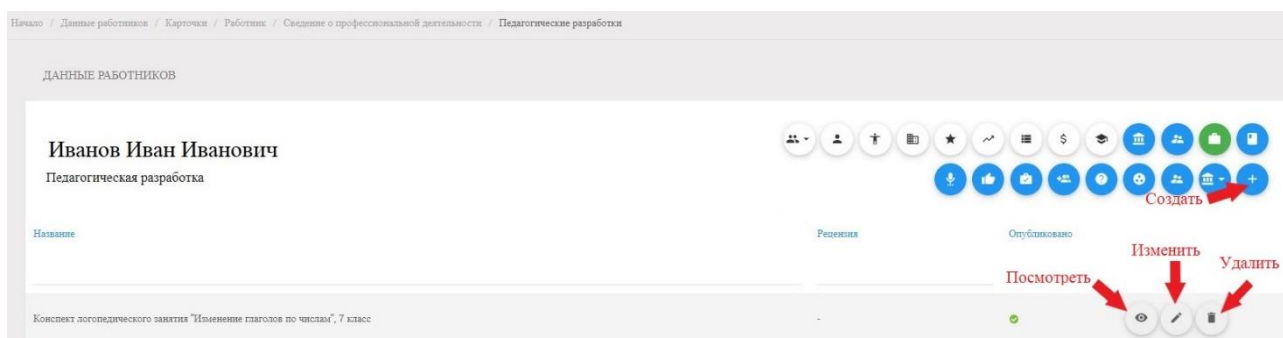 Начало / Данные работников / Карточки / Работник / Сведение о профессиональной деятельности / Педагогические разработки
ДАННЫЕ РАБОТНИКОВ
Иванов Иван Иванович
Педагогическая разработка
Создать
Название Рецензия Опубликовано
Изменить
Удалить
Посмотреть
Конспект логопедического занятия "Изменение глаголов по числам", 7 класс -